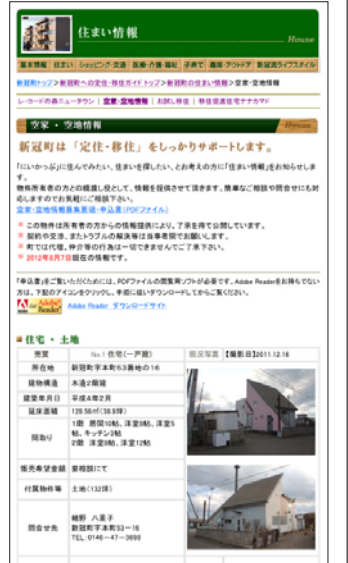 住まい情報
House
基本情報 住まい ショッピング・交通 医療・介護・福祉 子育て 農業・アウトドア 新冠流ライフスタイル
新冠町トップ>新冠町への定住・移住ガイドトップ>新冠町の住まい情報>空家・空地情報
レ・コードの森ニュータウン | 空家・空地情報 | お試し移住 | 移住促進住宅ナナカマド
空家・空地情報
House
新冠町は「定住・移住」をしっかりサポートします。
「にいかっぷ」に住んでみたい、住まいを探したい、とお考えの方に「住まい情報」をお知らせします。
物件所有者の方との橋渡し役として、情報を提供させて頂きます。簡単なご相談や問合せにも対応しますのでお気軽にご相談下さい。
空家・空地情報募集要項・申込書(PDFファイル)
※ この物件は所有者の方からの情報提供により、了承を得て公開しています。
※ 契約や交渉、またトラブルの解決等は当事者間でお願いします。
※ 町では代理、仲介等の行為は一切できませんでご了承下さい。
※ 2012年8月7日現在の情報です。
「申込書」をご覧いただくためには、PDFファイルの閲覧用ソフトが必要です。Adobe Readerをお持ちでない方は、下記のアイコンをクリックし、手順に従いダウンロードしてからご覧ください。
Get Adobe Reader
Adobe Reader ダウンロードサイト
住宅・土地
売買 No.1 住宅(一戸建) 現況写真 【撮影日】2011.12.16
所在地 新冠町字本町53番地の16
建物構造 木造2階建
建築年月日 平成4年2月
延床面積 128.58㎡(38.9坪)
間取り 1階 居間10帖、洋室8帖、洋室5帖、キッチン3帖
2階 洋室8帖、洋室12帖
販売希望金額 要相談にて
付属物件等 土地(132坪)
問合せ先
八重子
新冠町字本町53-16
TEL:0146-47-3698